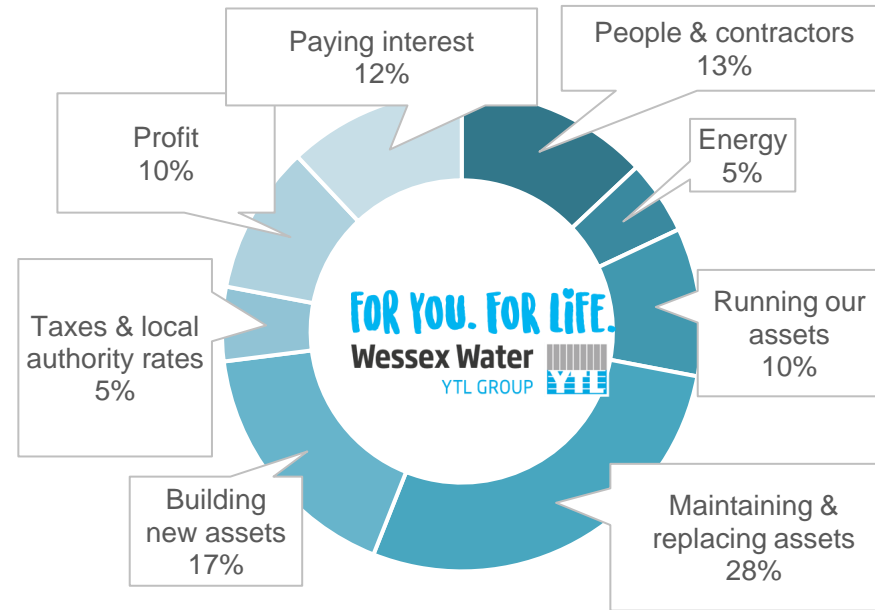 Paying interest
12%
People & contractors
13%
Profit
10%
Energy
5%
Taxes & local
authority rates
5%
FOR YOU. FOR LiFE.
Wessex Water
YTL GROUP
YTL
Running our
assets
10%
Building
new assets
17%
Maintaining &
replacing assets
28%